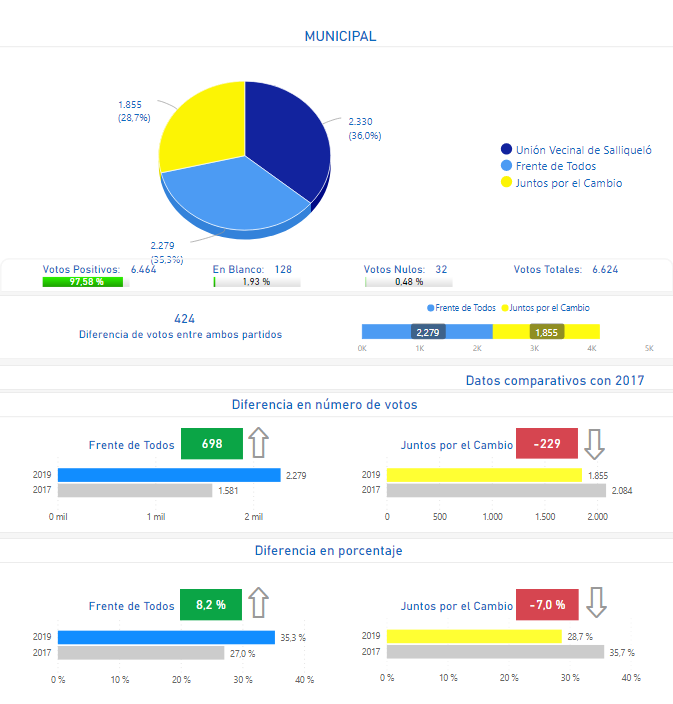 MUNICIPAL
1.855
(28,7%)
2.330
(36,0%)
2.279
(35,3%)
Unión Vecinal de Salliqueló
Frente de Todos
Juntos por el Cambio
Votos Positivos: 6.464
97,58 %
En Blanco: 128
1,93 %
Votos Nulos: 32
0,48 %
Votos Totales: 6.624
424
Diferencia de votos entre ambos partidos
Frente de Todos Juntos por el Cambio
2,279 1,855
0K 1K 2K 3K 4K 5K
Datos comparativos con 2017
Diferencia en número de votos
Frente de Todos 698
2019 2.279
2017 1.581
0 mil 1 mil 2 mil
Juntos por el Cambio -229
2019 1.855
2017 2.084
0 500 1.000 1.500 2.000
Diferencia en porcentaje
Frente de Todos 8,2 %
2019 35,3 %
2017 27,0 %
0 % 10 % 20 % 30 % 40 %
Juntos por el Cambio -7,0 %
2019 28,7 %
2017 35,7 %
0 % 10 % 20 % 30 % 40 %